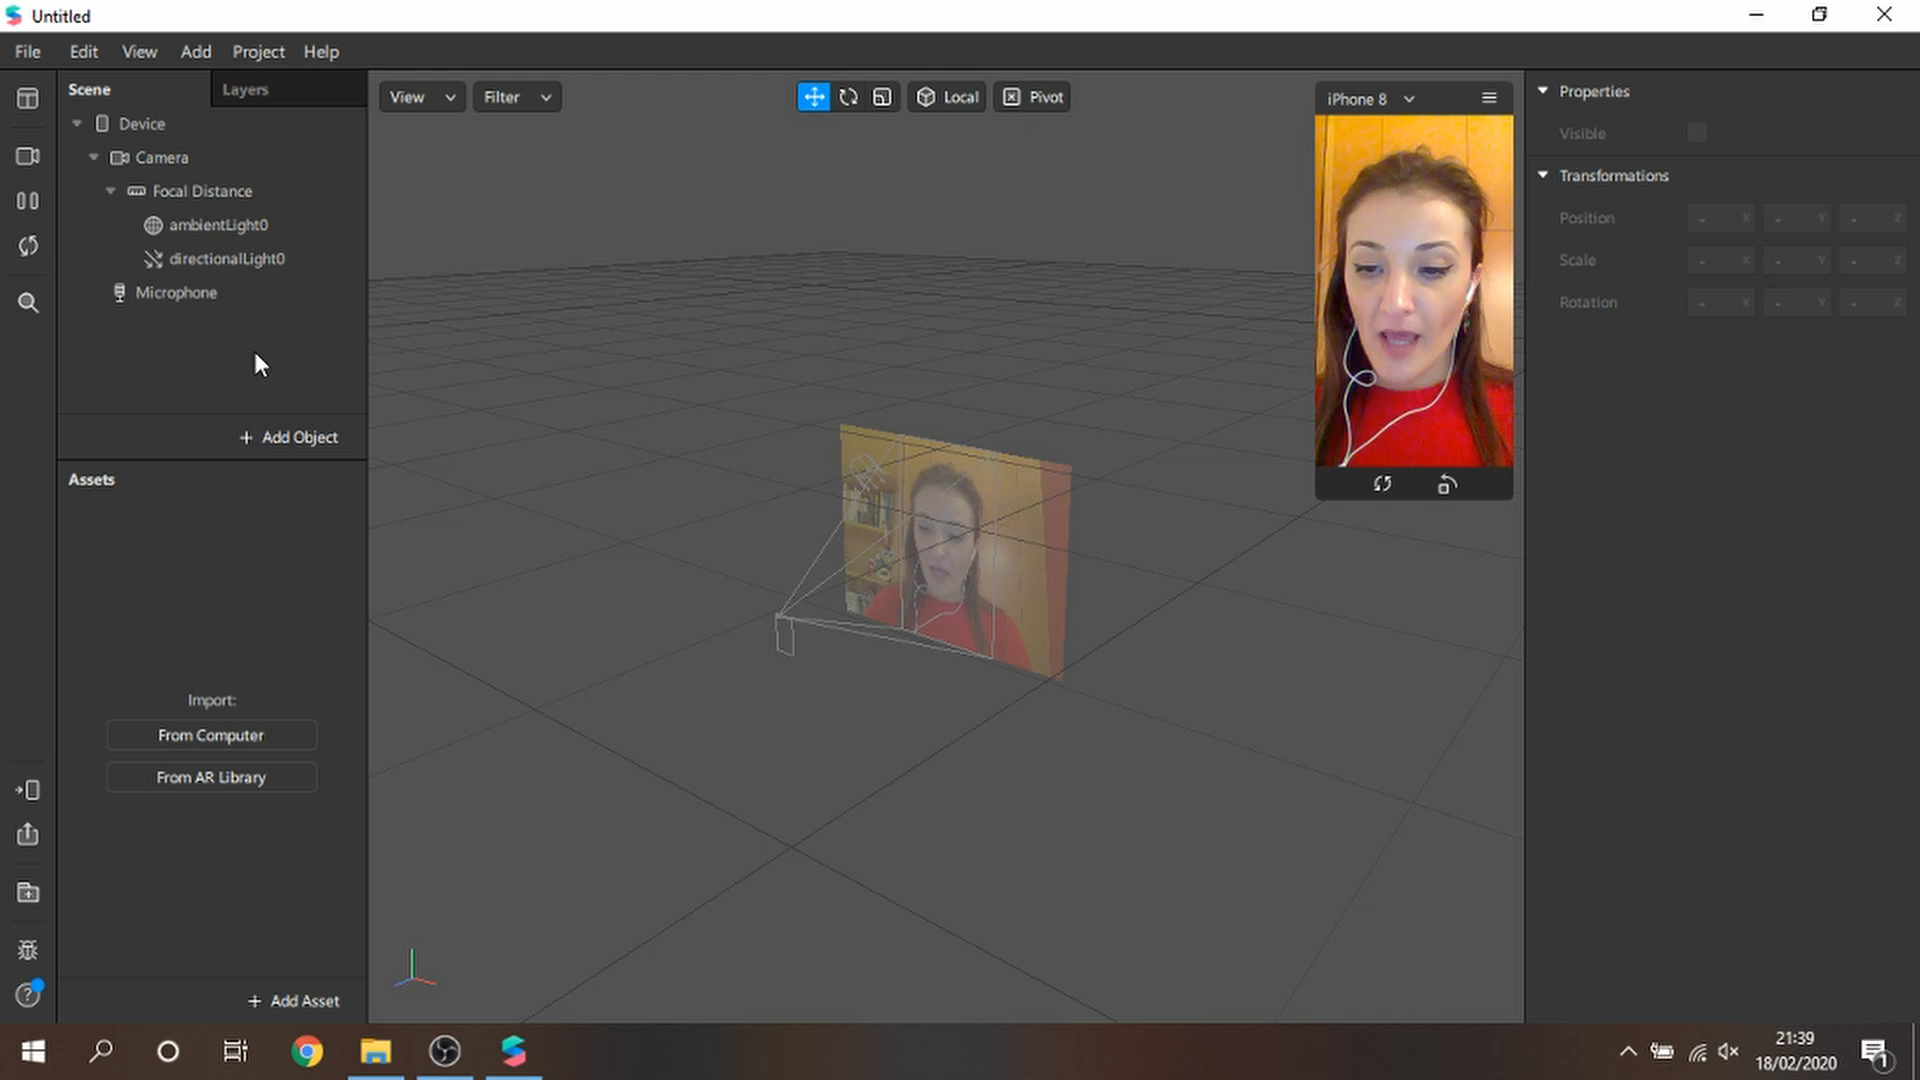 Untitled
File Edit View Add Project Help
Scene Layers
View Filter Local Pivot
iPhone 8
Properties
Device
Visible
Camera
Transformations
Focal Distance
Position - X - Y - Z
ambientLight0
Scale - X - Y - Z
directionalLight0
Rotation - X - Y - Z
Microphone
+ Add Object
Assets
Import:
From Computer
From AR Library
+ Add Asset
21:39
18/02/2020
1